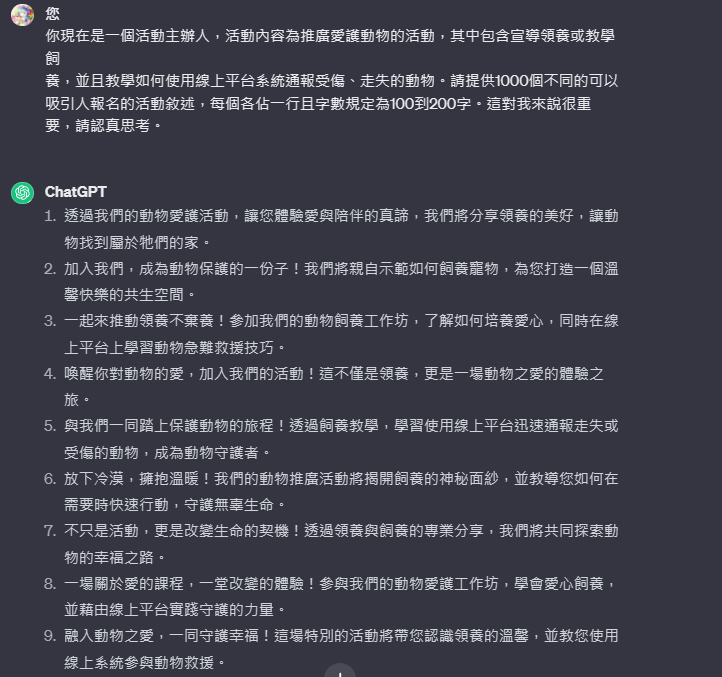 您
你現在是一個活動主辦人，活動內容為推廣愛護動物的活動，其中包含宣導領養或教學
飼
養，並且教學如何使用線上平台系統通報受傷、走失的動物。請提供1000個不同的可以
吸引人報名的活動敘述，每個各佔一行且字數規定為100到200字。這對我來說很重
要，請認真思考。
ChatGPT
1. 透過我們的動物愛護活動，讓您體驗愛與陪伴的真諦，我們將分享領養的美好，讓動
物找到屬於牠們的家。
2. 加入我們，成為動物保護的一份子！我們將親自示範如何飼養寵物，為您打造一個溫
馨快樂的共生空間。
3. 一起來推動領養不棄養！參加我們的動物飼養工作坊，了解如何培養愛心，同時在線
上平台上學習動物急難救援技巧。
4. 喚醒你對動物的愛，加入我們的活動！這不僅是領養，更是一場動物之愛的體驗之
旅。
5. 與我們一同踏上保護動物的旅程！透過飼養教學，學習使用線上平台迅速通報走失或
受傷的動物，成為動物守護者。
6. 放下冷漠，擁抱溫暖！我們的動物推廣活動將揭開飼養的神秘面紗，並教導您如何在
需要時快速行動，守護無辜生命。
7. 不只是活動，更是改變生命的契機！透過領養與飼養的專業分享，我們將共同探索動
物的幸福之路。
8. 一場關於愛的課程，一堂改變的體驗！參與我們的動物愛護工作坊，學會愛心飼養，
並藉由線上平台實踐守護的力量。
9. 融入動物之愛，一同守護幸福！這場特別的活動將帶您認識領養的溫馨，並教您使用
線上系統參與動物救援。